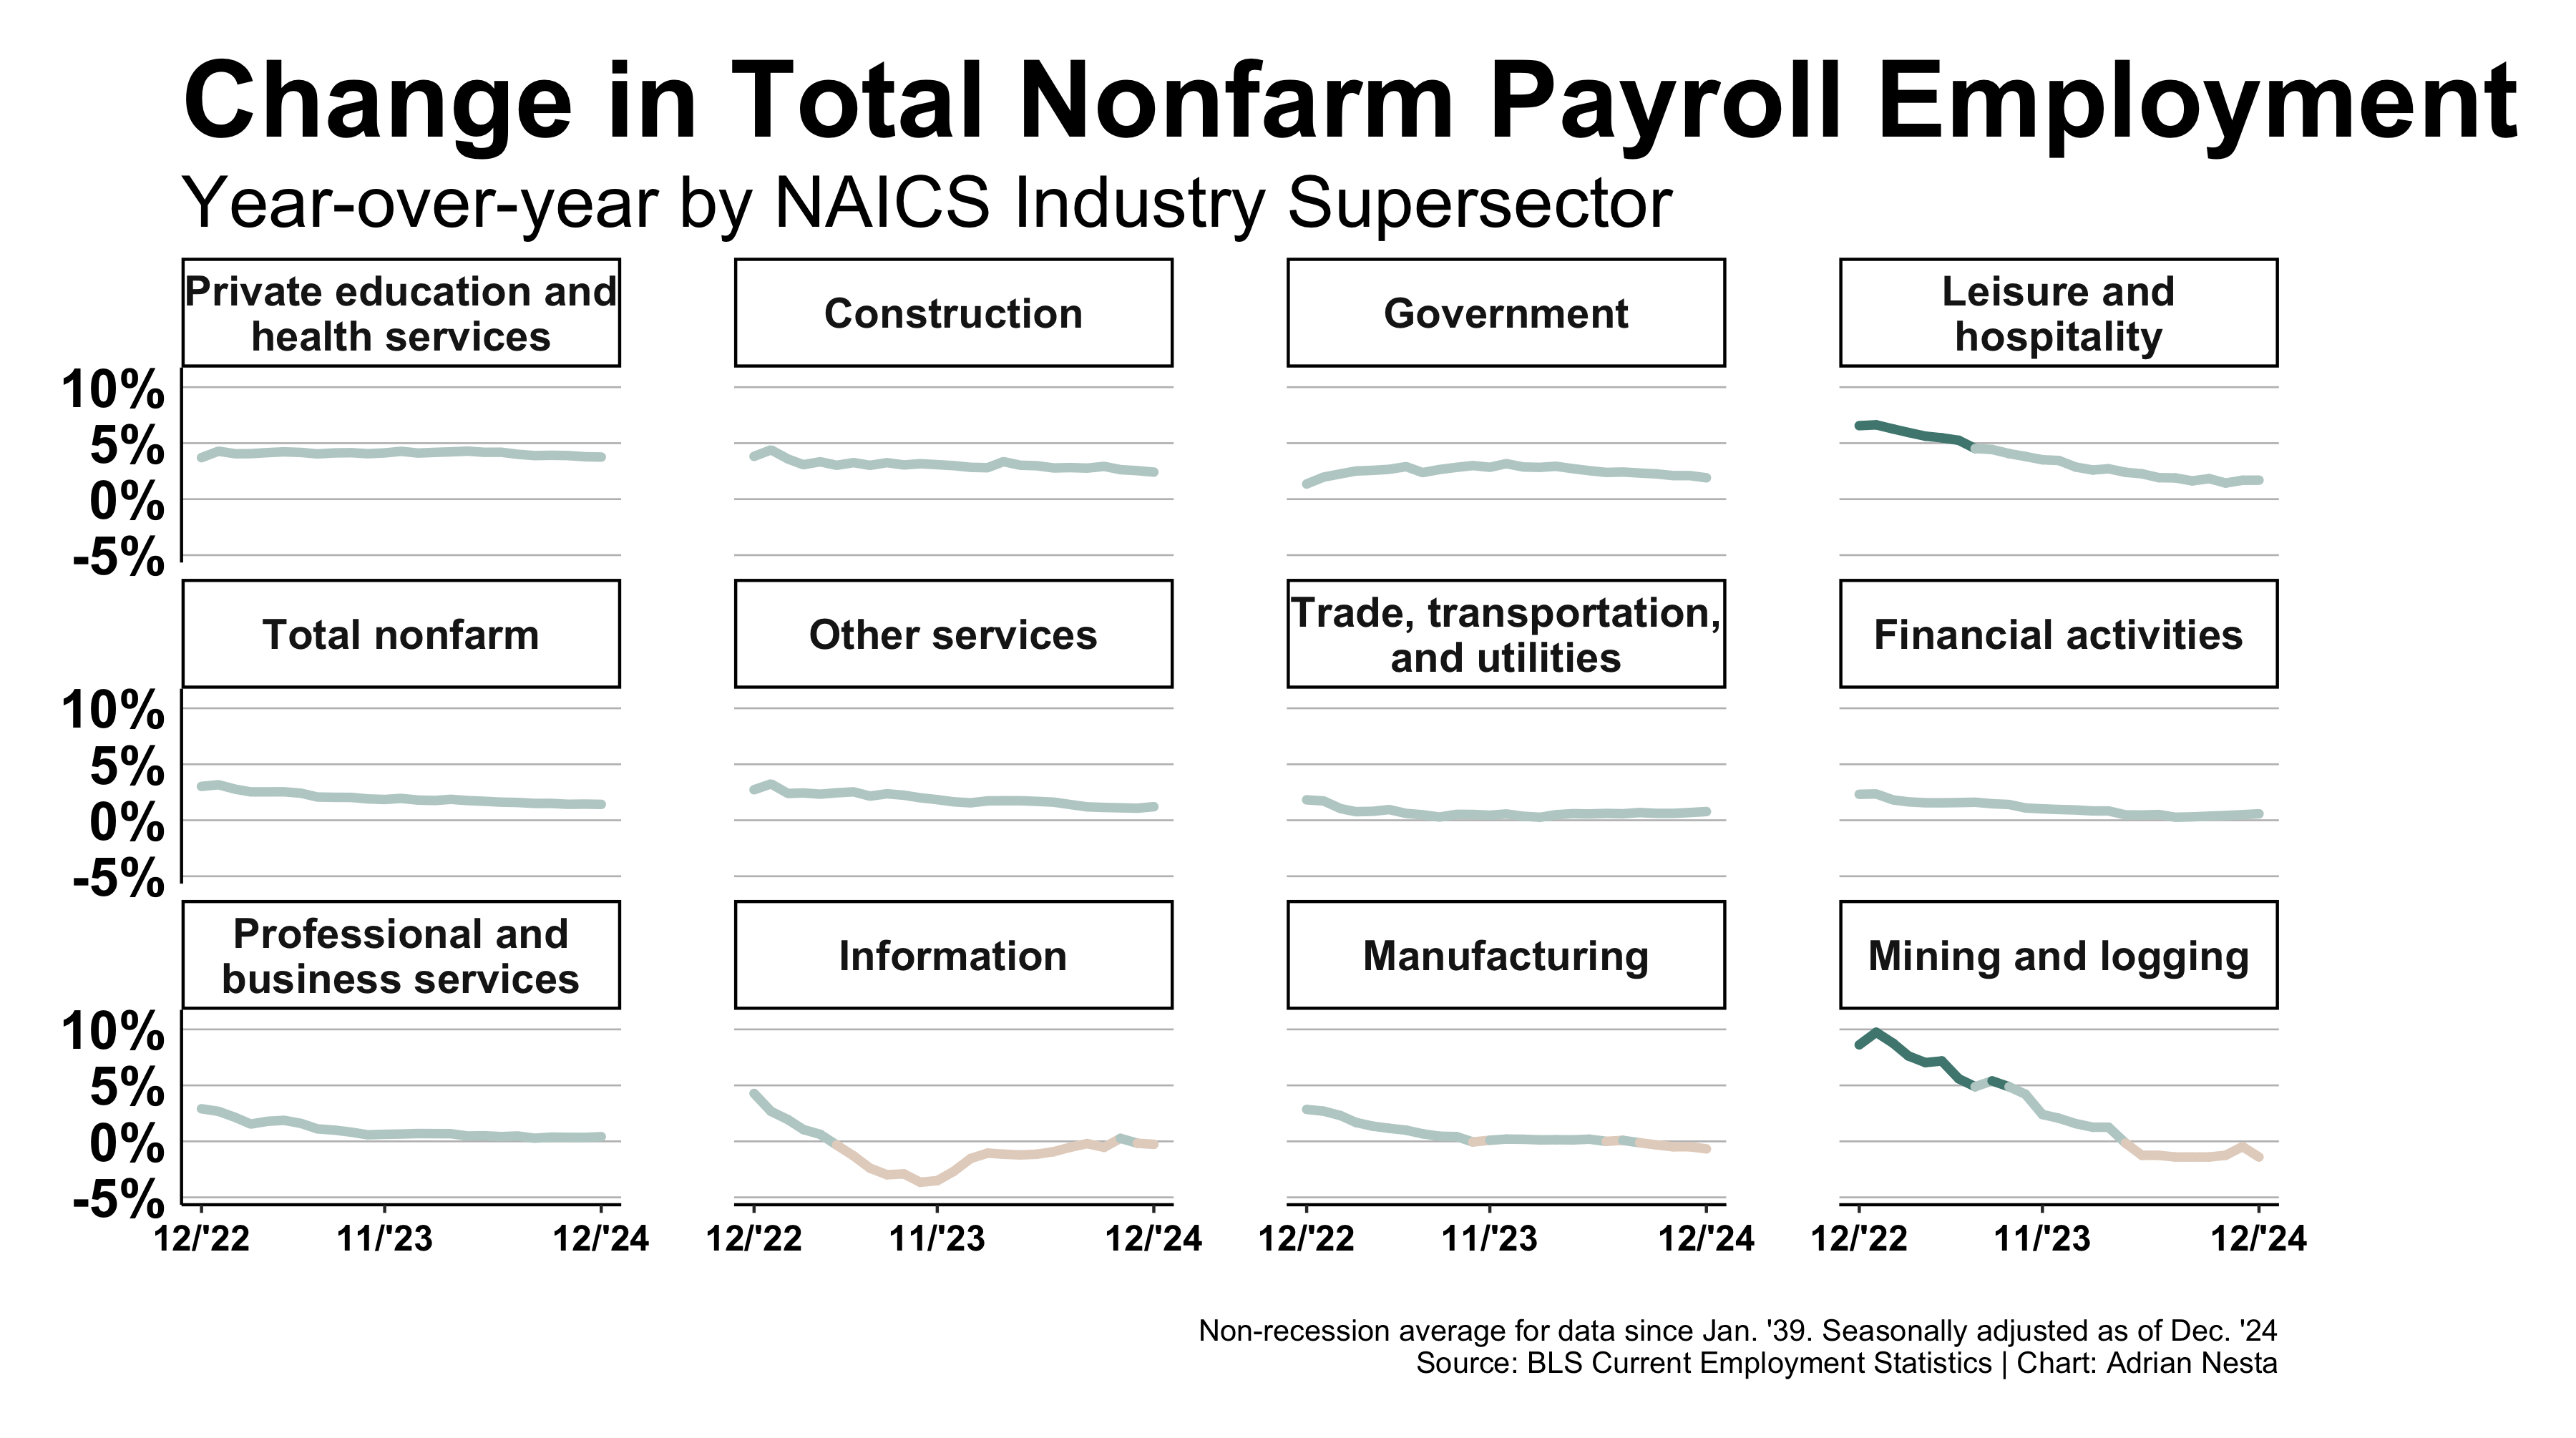 Change in Total Nonfarm Payroll Employment
Year-over-year by NAICS Industry Supersector
Private education and
health services
Construction
Government
Leisure and
hospitality
10%
5%
0%
-5%
Total nonfarm
Other services
Trade, transportation,
and utilities
Financial activities
10%
5%
0%
-5%
Professional and
business services
Information
Manufacturing
Mining and logging
10%
5%
0%
-5%
12/'22 11/'23 12/'24 12/'22 11/'23 12/'24 12/'22 11/'23 12/'24 12/'22 11/'23 12/'24
Non-recession average for data since Jan. '39. Seasonally adjusted as of Dec. '24
Source: BLS Current Employment Statistics | Chart: Adrian Nesta